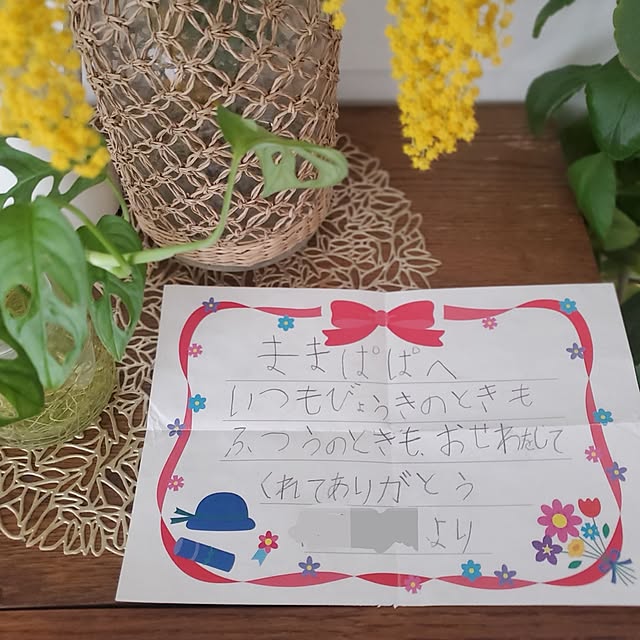 ままぱぱへ
いつもびょうきのときも
ふつうのときも、おせわをして
くれてありがとう
より